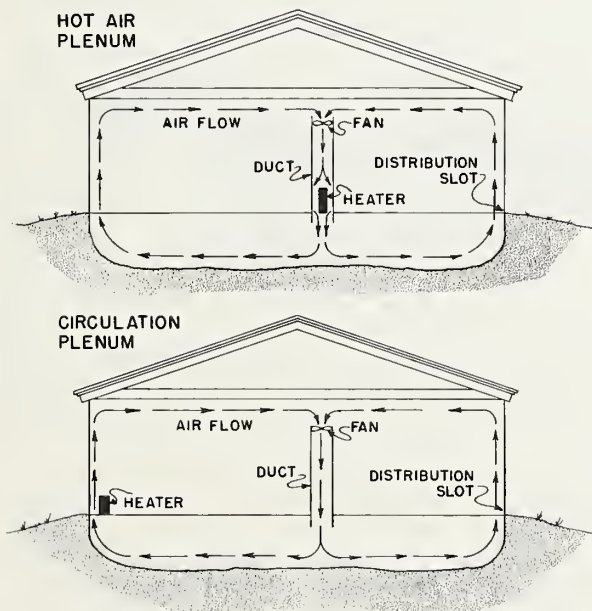 HOT AIR
PLENUM
AIR FLOW
FAN
DUCT
HEATER
DISTRIBUTION
SLOT
CIRCULATION
PLENUM
AIR FLOW
FAN
DUCT
DISTRIBUTION
SLOT
HEATER